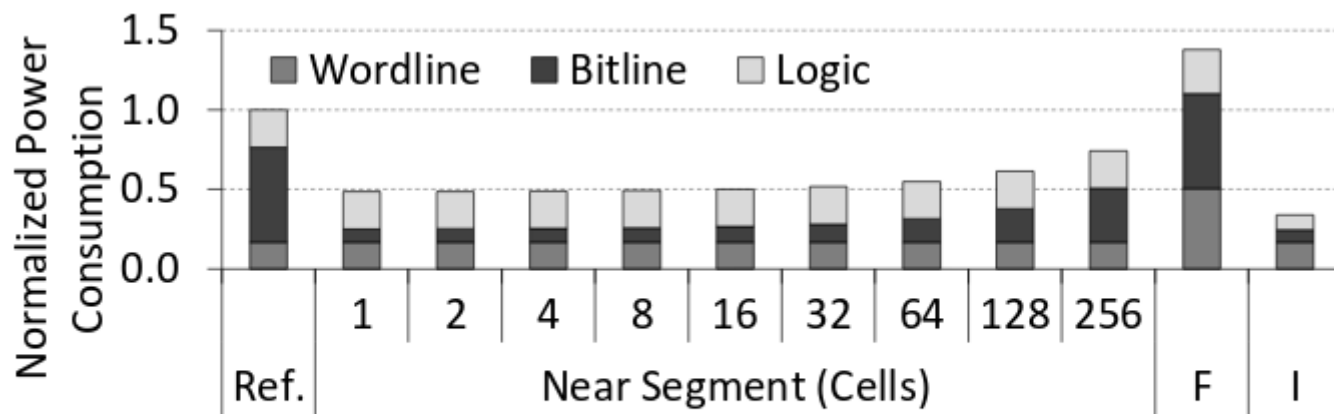 Normalized Power
Consumption
1.5
1.0
0.5
0.0
Wordline Bitline Logic
1 2 4 8 16 32 64 128 256
Ref. Near Segment (Cells) F I